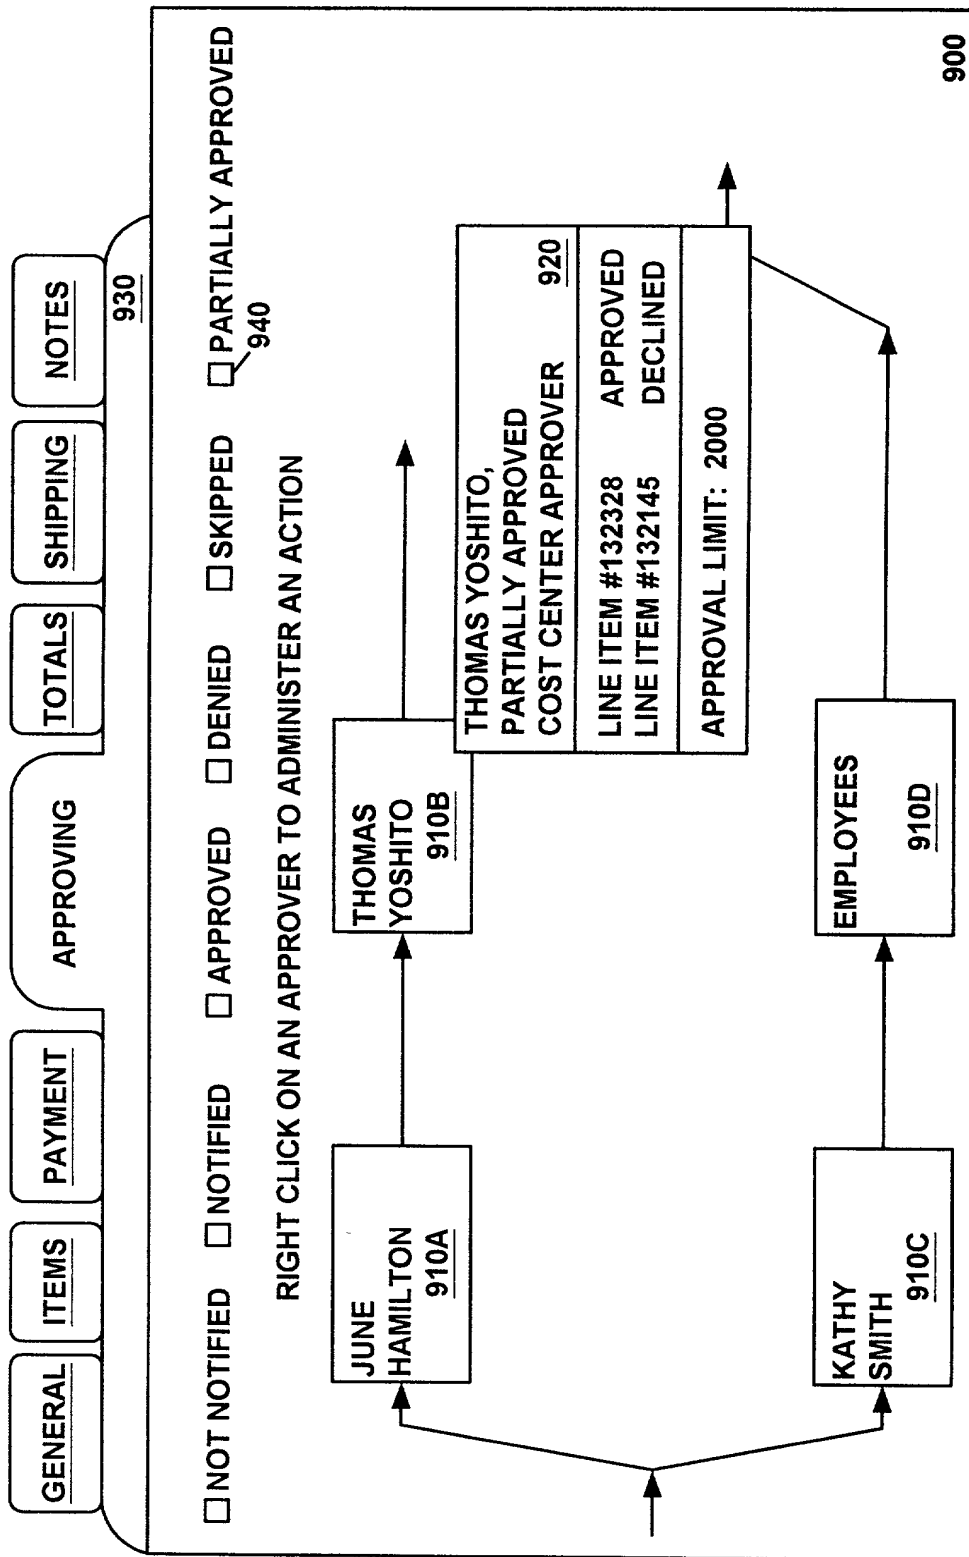 GENERAL
ITEMS
PAYMENT
APPROVING
TOTALS
SHIPPING
NOTES
930
NOT NOTIFIED
NOTIFIED
APPROVED
DENIED
SKIPPED
PARTIALLY APPROVED
940
RIGHT CLICK ON AN APPROVER TO ADMINISTER AN ACTION
JUNE
HAMILTON
910A
THOMAS
YOSHITO
910B
THOMAS YOSHITO,
PARTIALLY APPROVED
COST CENTER APPROVER
920
LINE ITEM #132328 APPROVED
LINE ITEM #132145 DECLINED
APPROVAL LIMIT: 2000
KATHY
SMITH
910C
EMPLOYEES
910D
900